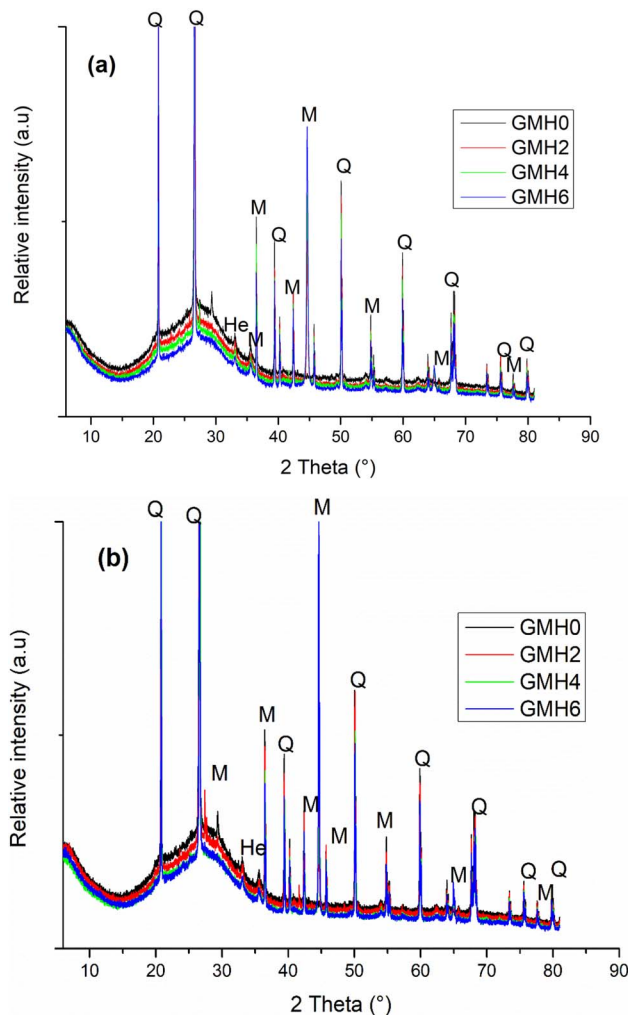 Q Q
(a)
M
GMH0
GMH2
GMH4
GMH6
M Q Q
Q
M M Q
He M M Q M Q
Relative intensity (a.u)
10 20 30 40 50 60 70 80 90
2 Theta (°)
Q Q M
(b)
GMH0
GMH2
GMH4
GMH6
M Q Q
M Q Q
He M M M M Q M Q
Relative intensity (a.u)
10 20 30 40 50 60 70 80 90
2 Theta (°)